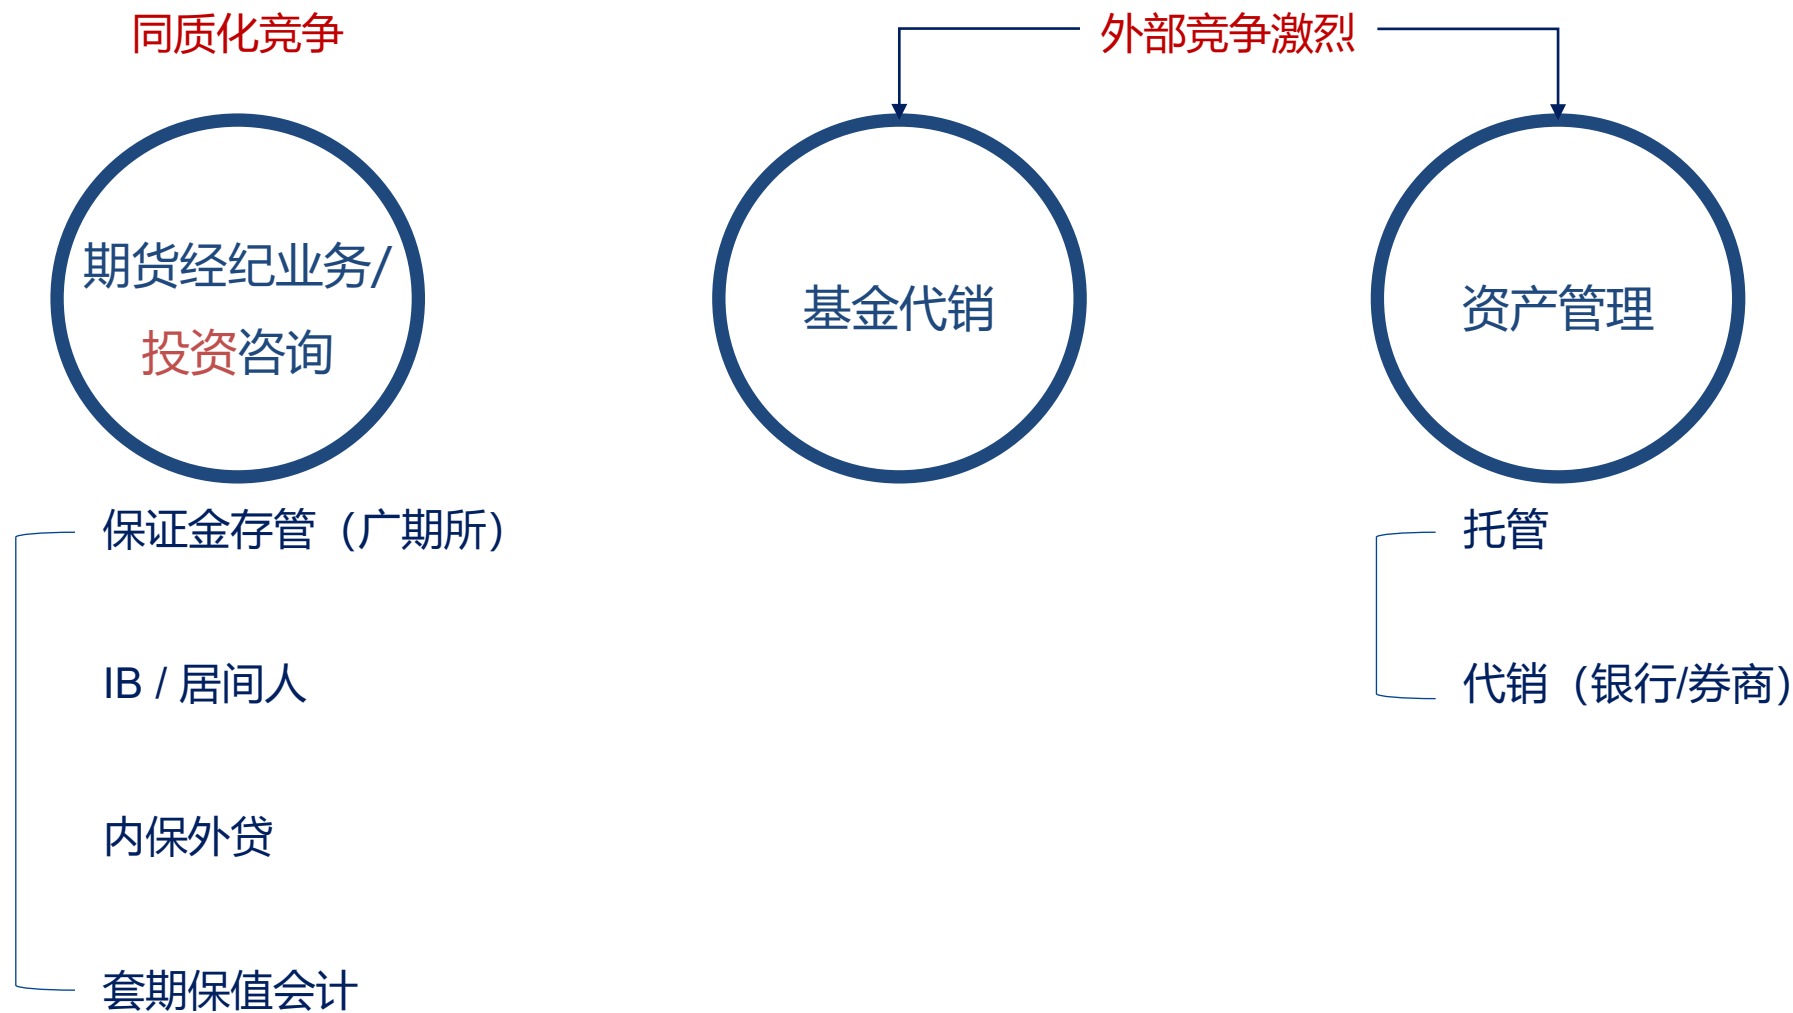 同质化竞争
外部竞争激烈
期货经纪业务/
投资咨询
基金代销
资产管理
保证金存管（广期所）
IB / 居间人
内保外贷
套期保值会计
托管
代销（银行/券商）